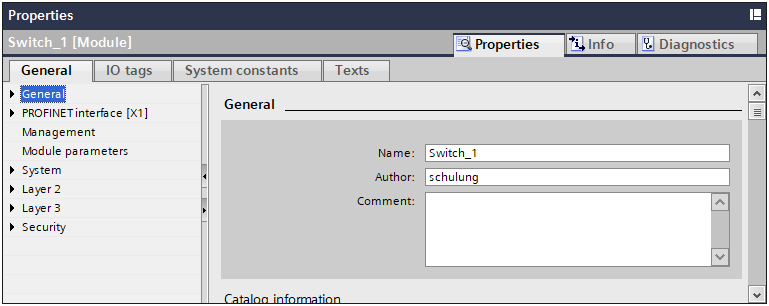 Properties
Switch_1 [Module]
Properties
Info
Diagnostics
General
IO tags
System constants
Texts
General
PROFINET interface [X1]
Management
Module parameters
System
Layer 2
Layer 3
Security
General
Name: Switch_1
Author: schulung
Comment:
Catalog information